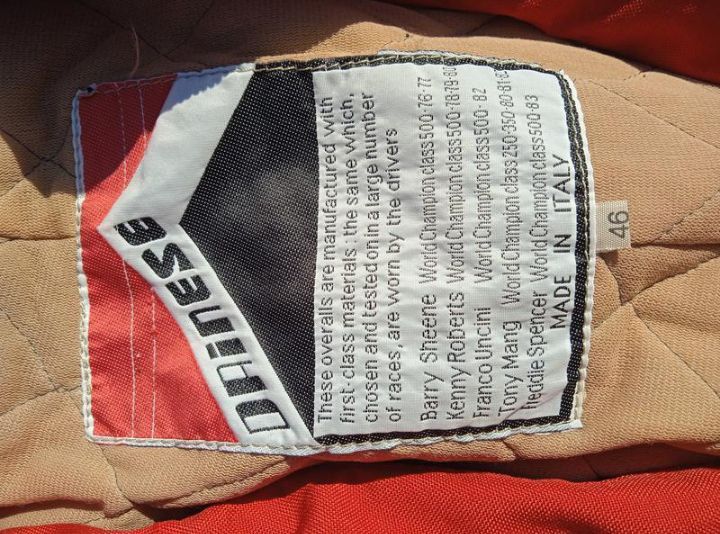 DAINESE
These overalls are manufactured with
first-class materials : the same which,
chosen and tested on in a large number
of races, are worn by the drivers
Barry Sheene World Champion class 500-76-77
Kenny Roberts World Champion class 500-78-79-80
Franco Uncini World Champion class 500-82
Tony Mang World Champion class 250-350-80-81-82
Freddie Spencer World Champion class 500-83
MADE IN ITALY
46